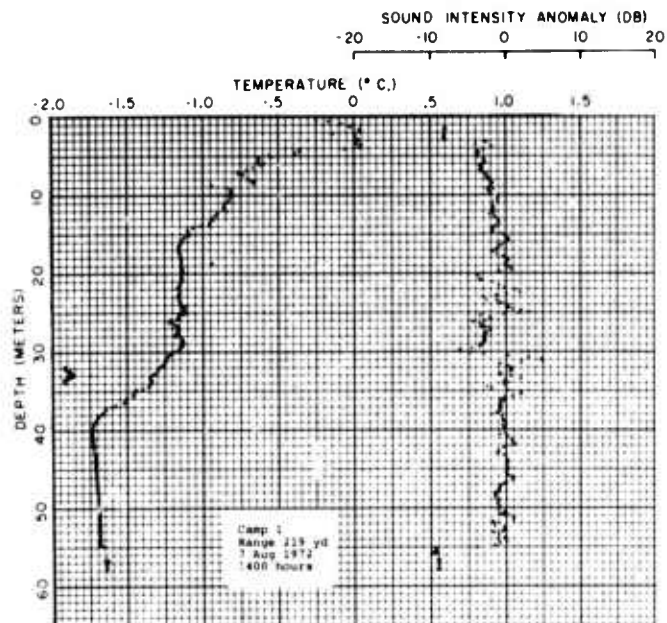 SOUND INTENSITY ANOMALY (DB)
-20 -10 0 10 20
TEMPERATURE (°C.)
-2.0 -1.5 -1.0 -.5 0 .5 1.0 1.5
DEPTH (METERS)
0
10
20
30
40
50
60
Camp 1
Range 219 yd
7 Aug 1972
1400 hours